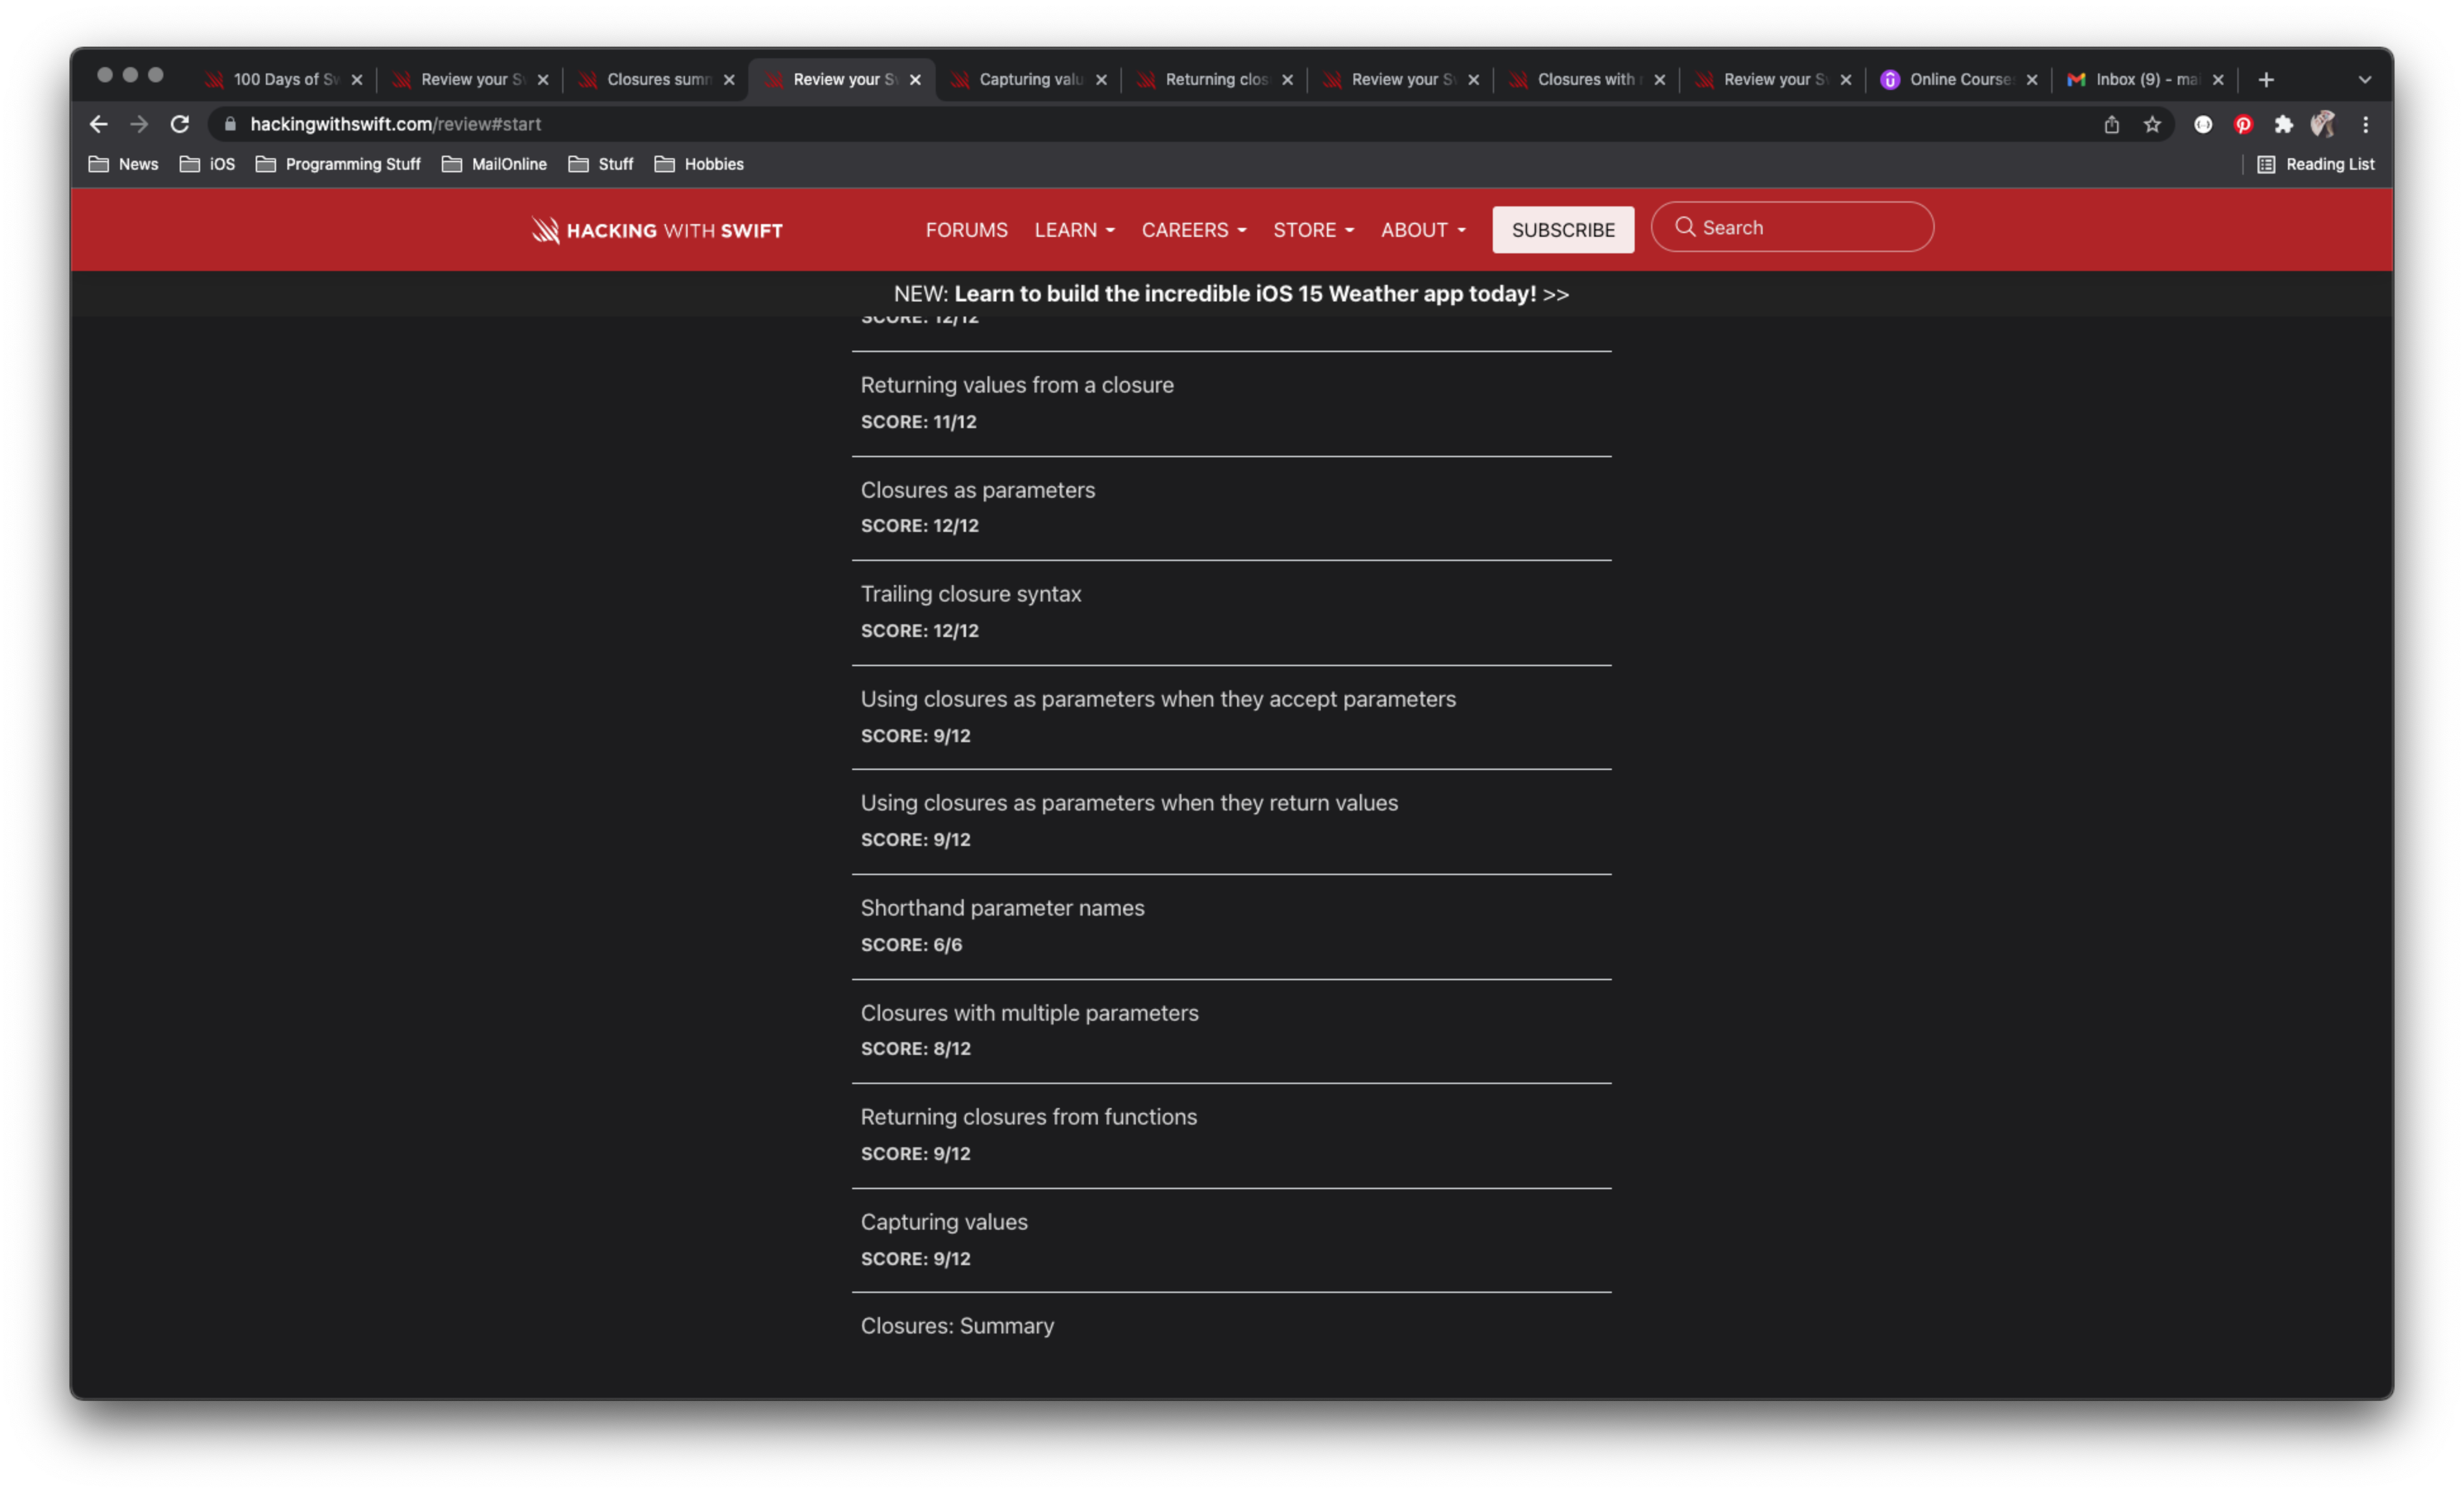 100 Days of Sw
Review your S
Closures summ
Review your S
Capturing valu
Returning clos
Review your S
Closures with
Review your S
Online Course
Inbox (9) - ma
hackingwithswift.com/review#start
News iOS Programming Stuff MailOnline Stuff Hobbies Reading List
HACKING WITH SWIFT FORUMS LEARN CAREERS STORE ABOUT SUBSCRIBE Search
NEW: Learn to build the incredible iOS 15 Weather app today! >>
SCORE: 12/12
Returning values from a closure
SCORE: 11/12
Closures as parameters
SCORE: 12/12
Trailing closure syntax
SCORE: 12/12
Using closures as parameters when they accept parameters
SCORE: 9/12
Using closures as parameters when they return values
SCORE: 9/12
Shorthand parameter names
SCORE: 6/6
Closures with multiple parameters
SCORE: 8/12
Returning closures from functions
SCORE: 9/12
Capturing values
SCORE: 9/12
Closures: Summary